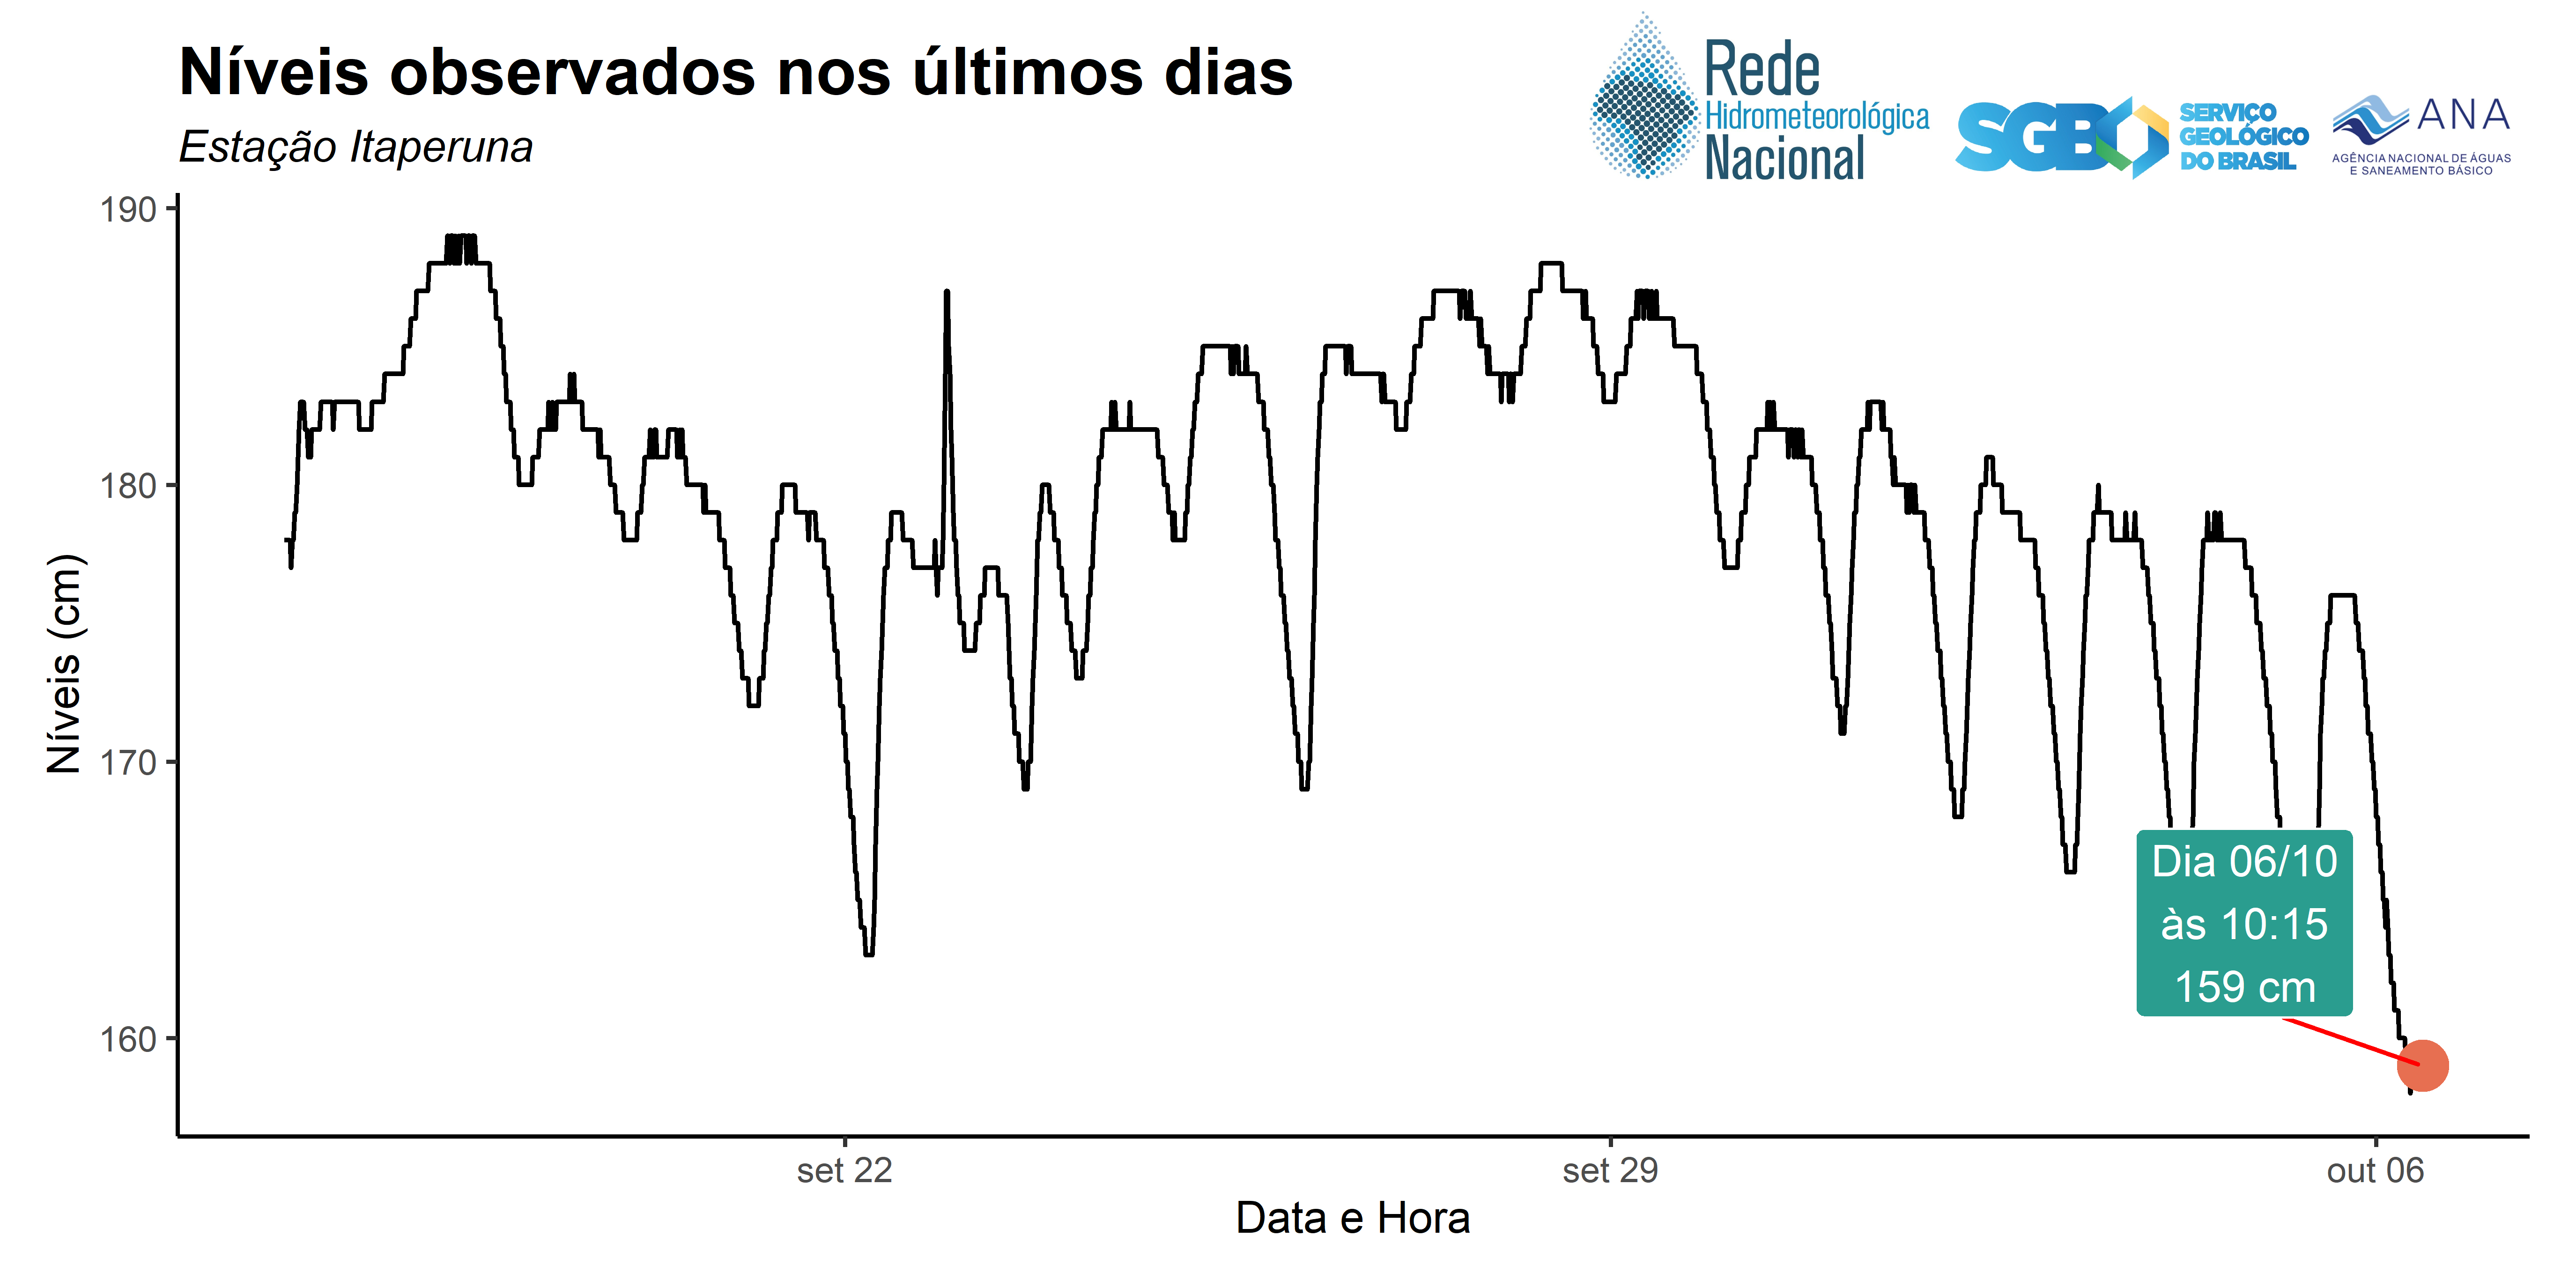 Níveis observados nos últimos dias
Estação Itaperuna
Rede
Hidrometeorológica
Nacional
SGB
SERVIÇO
GEOLÓGICO
DO BRASIL
ANA
AGÊNCIA NACIONAL DE ÁGUAS
E SANEAMENTO BÁSICO
190
180
170
160
Níveis (cm)
Dia 06/10
às 10:15
159 cm
set 22
set 29
out 06
Data e Hora